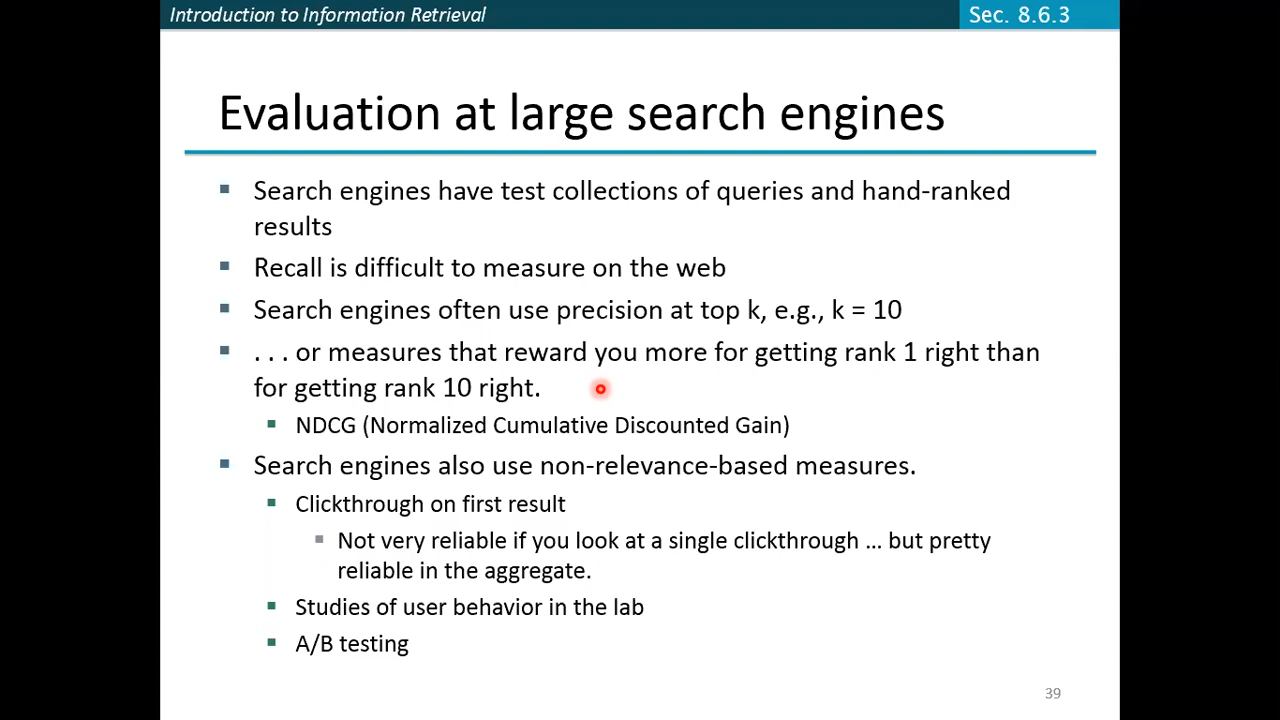 Introduction to Information Retrieval
Sec. 8.6.3
Evaluation at large search engines
Search engines have test collections of queries and hand-ranked
results
Recall is difficult to measure on the web
Search engines often use precision at top k, e.g., k = 10
. . . or measures that reward you more for getting rank 1 right than
for getting rank 10 right.
NDCG (Normalized Cumulative Discounted Gain)
Search engines also use non-relevance-based measures.
Clickthrough on first result
Not very reliable if you look at a single clickthrough … but pretty
reliable in the aggregate.
Studies of user behavior in the lab
A/B testing
39